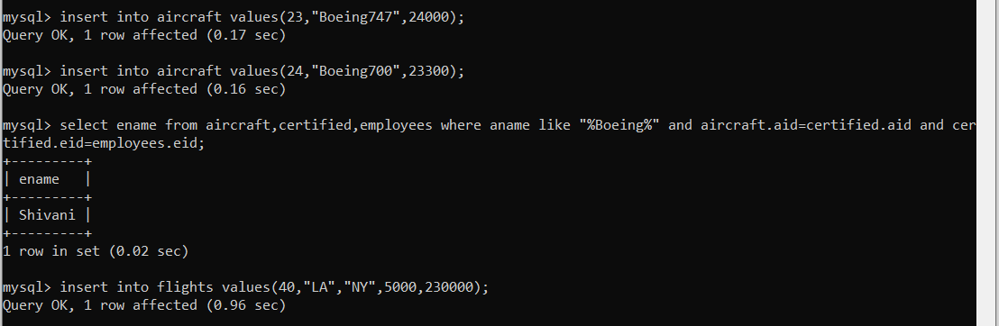 mysql> insert into aircraft values(23,"Boeing747",24000);
Query OK, 1 row affected (0.17 sec)
mysql> insert into aircraft values(24,"Boeing700",23300);
Query OK, 1 row affected (0.16 sec)
mysql> select ename from aircraft,certified,employees where aname like "%Boeing%" and aircraft.aid=certified.aid and cer
tified.eid=employees.eid;
+---------+
| ename   |
+---------+
| Shivani |
+---------+
1 row in set (0.02 sec)
mysql> insert into flights values(40,"LA","NY",5000,230000);
Query OK, 1 row affected (0.96 sec)